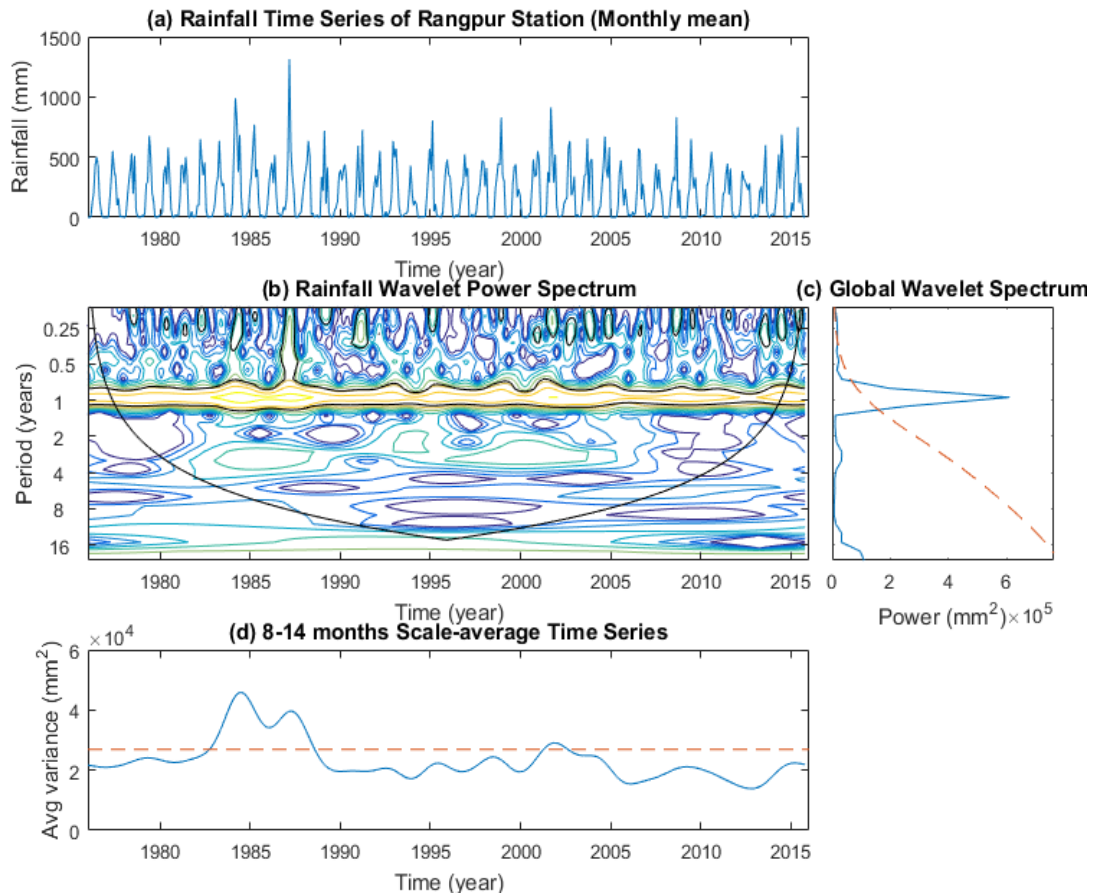 (a) Rainfall Time Series of Rangpur Station (Monthly mean)
1500
1000
500
0
Rainfall (mm)
1980 1985 1990 1995 2000 2005 2010 2015
Time (year)
(b) Rainfall Wavelet Power Spectrum
0.25
0.5
1
2
4
8
16
Period (years)
1980 1985 1990 1995 2000 2005 2010 2015
Time (year)
(c) Global Wavelet Spectrum
0 2 4 6
Power (mm²)×10⁵
(d) 8-14 months Scale-average Time Series
×10⁴
6
4
2
0
Avg variance (mm²)
1980 1985 1990 1995 2000 2005 2010 2015
Time (year)